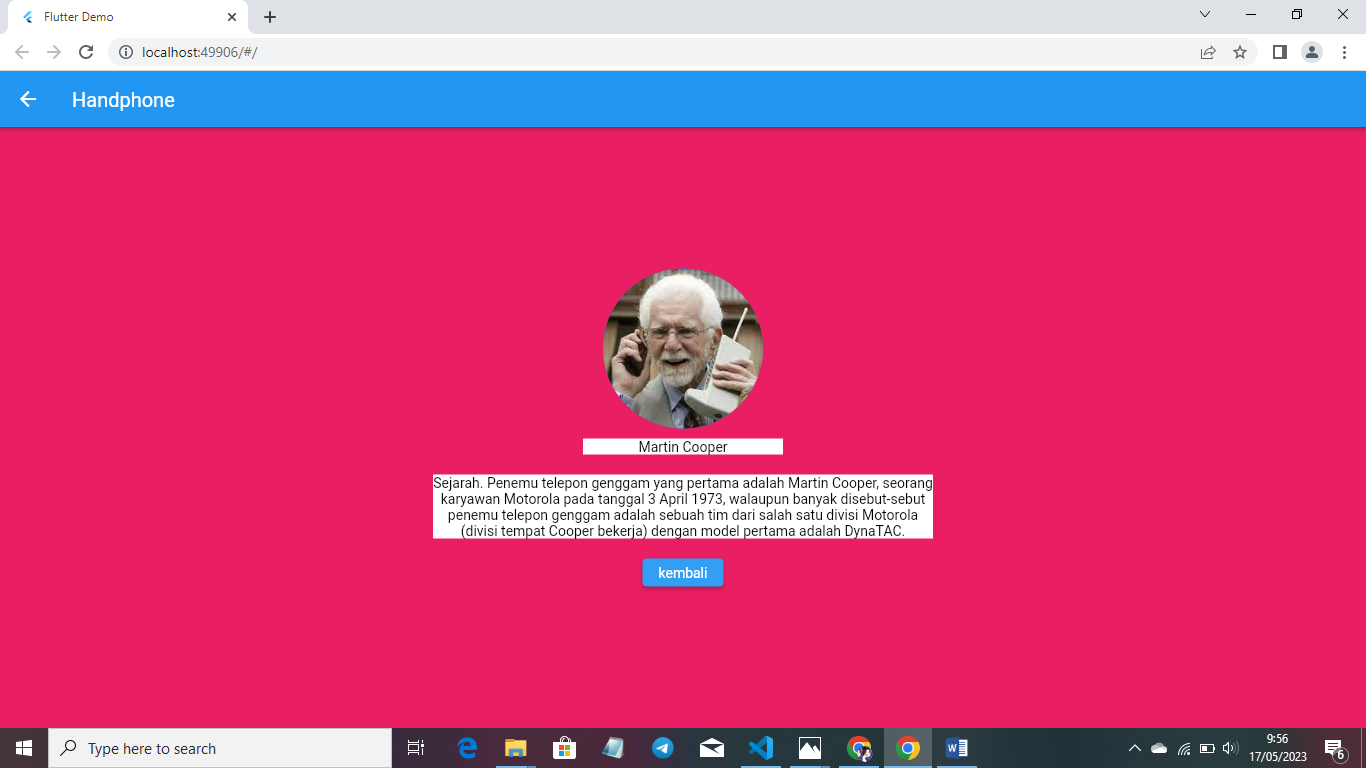 Flutter Demo
localhost:49906/#/
Handphone
Martin Cooper
Sejarah. Penemu telepon genggam yang pertama adalah Martin Cooper, seorang
karyawan Motorola pada tanggal 3 April 1973, walaupun banyak disebut-sebut
penemu telepon genggam adalah sebuah tim dari salah satu divisi Motorola
(divisi tempat Cooper bekerja) dengan model pertama adalah DynaTAC.
kembali
Type here to search
9:56
17/05/2023
6